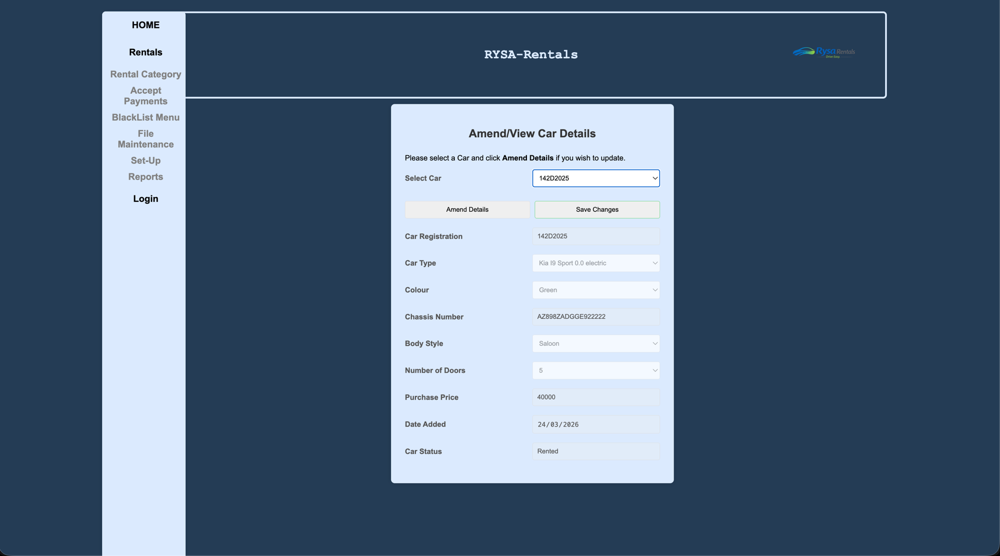 HOME
Rentals
Rental Category
Accept
Payments
BlackList Menu
File
Maintenance
Set-Up
Reports
Login
RYSA-Rentals
Rysa Rentals
Drive Easy.
Amend/View Car Details
Please select a Car and click Amend Details if you wish to update.
Select Car 142D2025
Amend Details Save Changes
Car Registration 142D2025
Car Type Kia I9 Sport 0.0 electric
Colour Green
Chassis Number AZ898ZADGGE922222
Body Style Saloon
Number of Doors 5
Purchase Price 40000
Date Added 24/03/2026
Car Status Rented